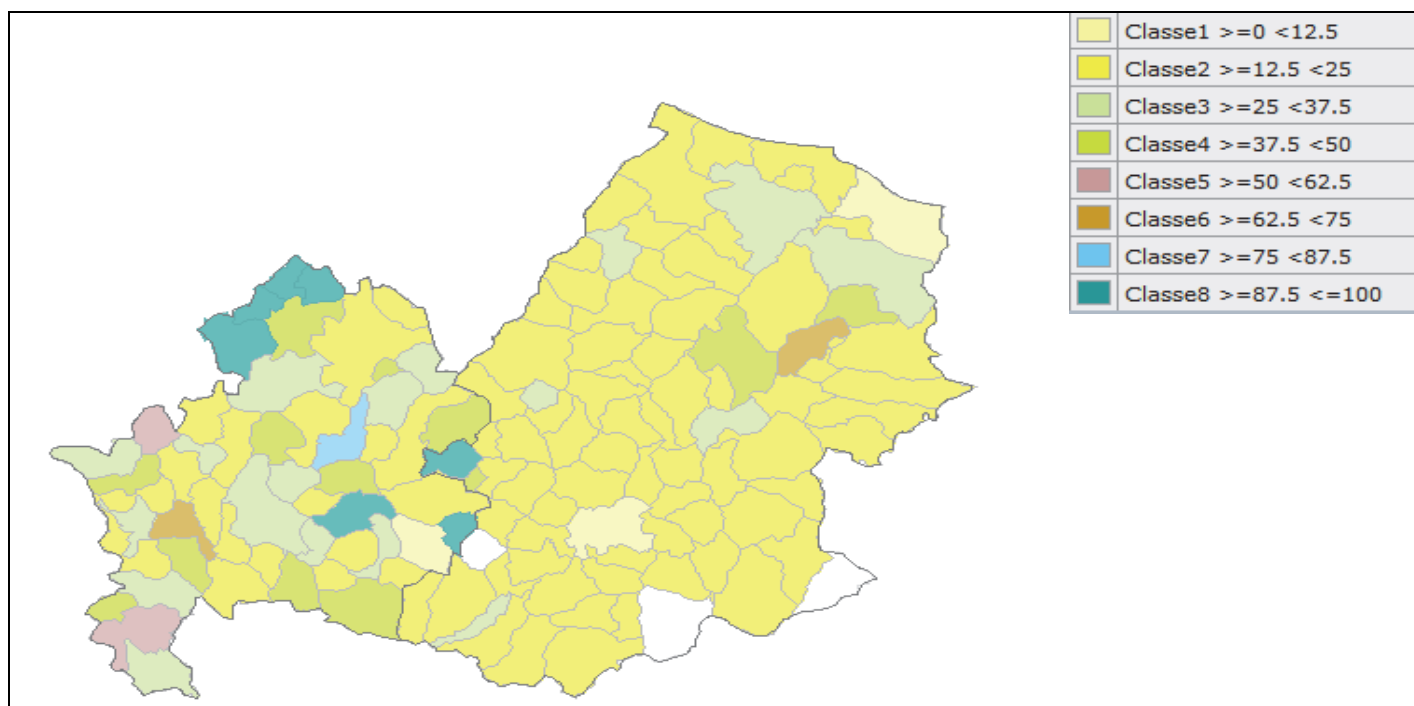 Classe1 >=0 <12.5
Classe2 >=12.5 <25
Classe3 >=25 <37.5
Classe4 >=37.5 <50
Classe5 >=50 <62.5
Classe6 >=62.5 <75
Classe7 >=75 <87.5
Classe8 >=87.5 <=100